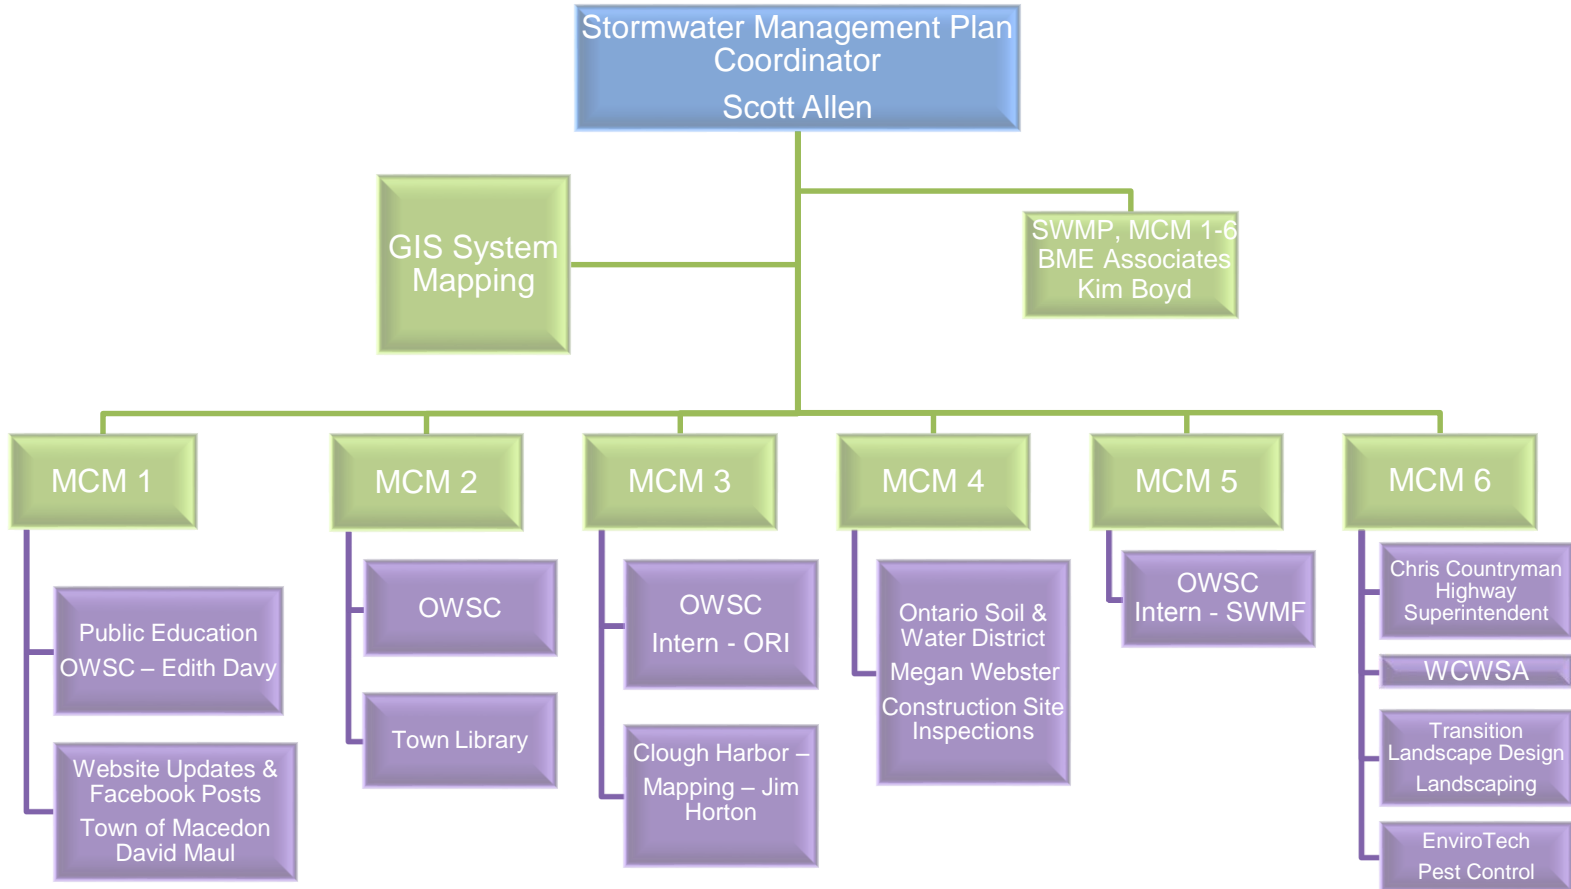 Stormwater Management Plan
Coordinator
Scott Allen
GIS System
Mapping
SWMP, MCM 1-6
BME Associates
Kim Boyd
MCM 1
MCM 2
MCM 3
MCM 4
MCM 5
MCM 6
Public Education
OWSC – Edith Davy
Website Updates &
Facebook Posts
Town of Macedon
David Maul
OWSC
Town Library
OWSC
Intern - ORI
Clough Harbor –
Mapping – Jim
Horton
Ontario Soil &
Water District
Megan Webster
Construction Site
Inspections
OWSC
Intern - SWMF
Chris Countryman
Highway
Superintendent
WCWSA
Transition
Landscape Design
Landscaping
EnviroTech
Pest Control